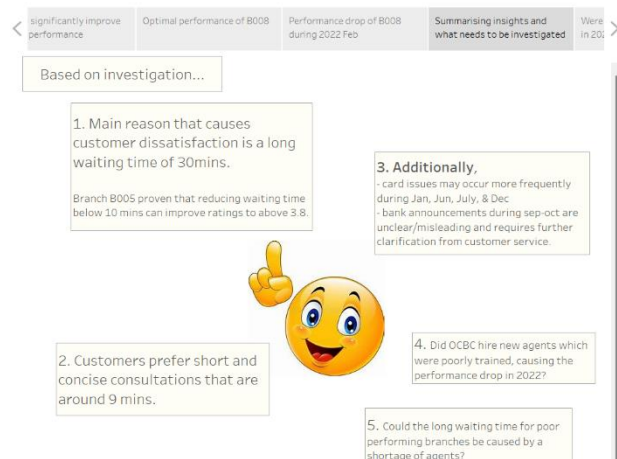 significantly improve
performance
Optimal performance of B008
Performance drop of B008
during 2022 Feb
Summarising insights and
what needs to be investigated
Were
in 202
Based on investigation...
1. Main reason that causes
customer dissatisfaction is a long
waiting time of 30mins.
Branch B005 proven that reducing waiting time
below 10 mins can improve ratings to above 3.8.
3. Additionally,
- card issues may occur more frequently
during Jan, Jun, July, & Dec
- bank announcements during sep-oct are
unclear/misleading and requires further
clarification from customer service.
2. Customers prefer short and
concise consultations that are
around 9 mins.
4. Did OCBC hire new agents which
were poorly trained, causing the
performance drop in 2022?
5. Could the long waiting time for poor
performing branches be caused by a
shortage of agents?